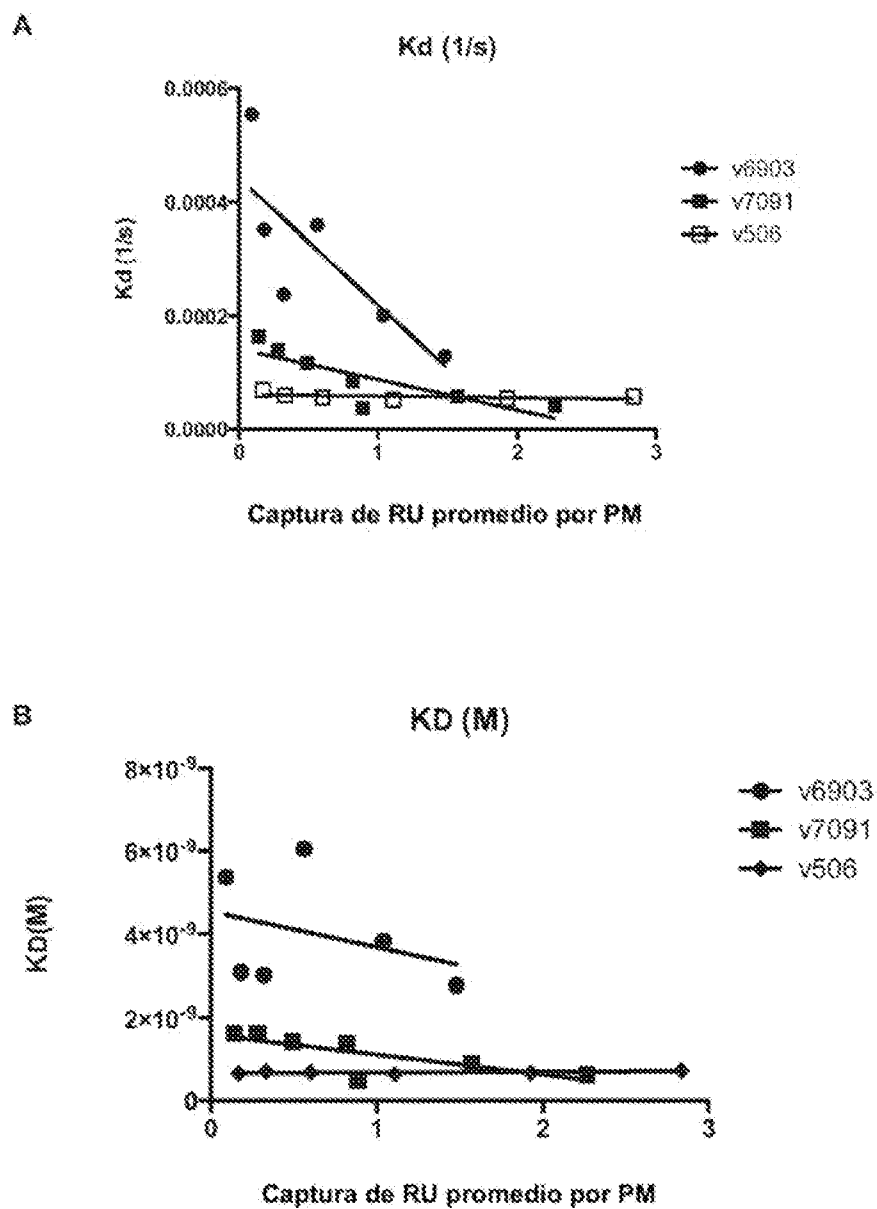 A
Kd (1/s)
0.0006
0.0004
0.0002
0.0000
Kd (1/s)
0 1 2 3
Captura de RU promedio por PM
v6903
v7091
v506
B
KD (M)
8×10⁻⁹
6×10⁻⁹
4×10⁻⁹
2×10⁻⁹
0
KD(M)
0 1 2 3
Captura de RU promedio por PM
v6903
v7091
v506